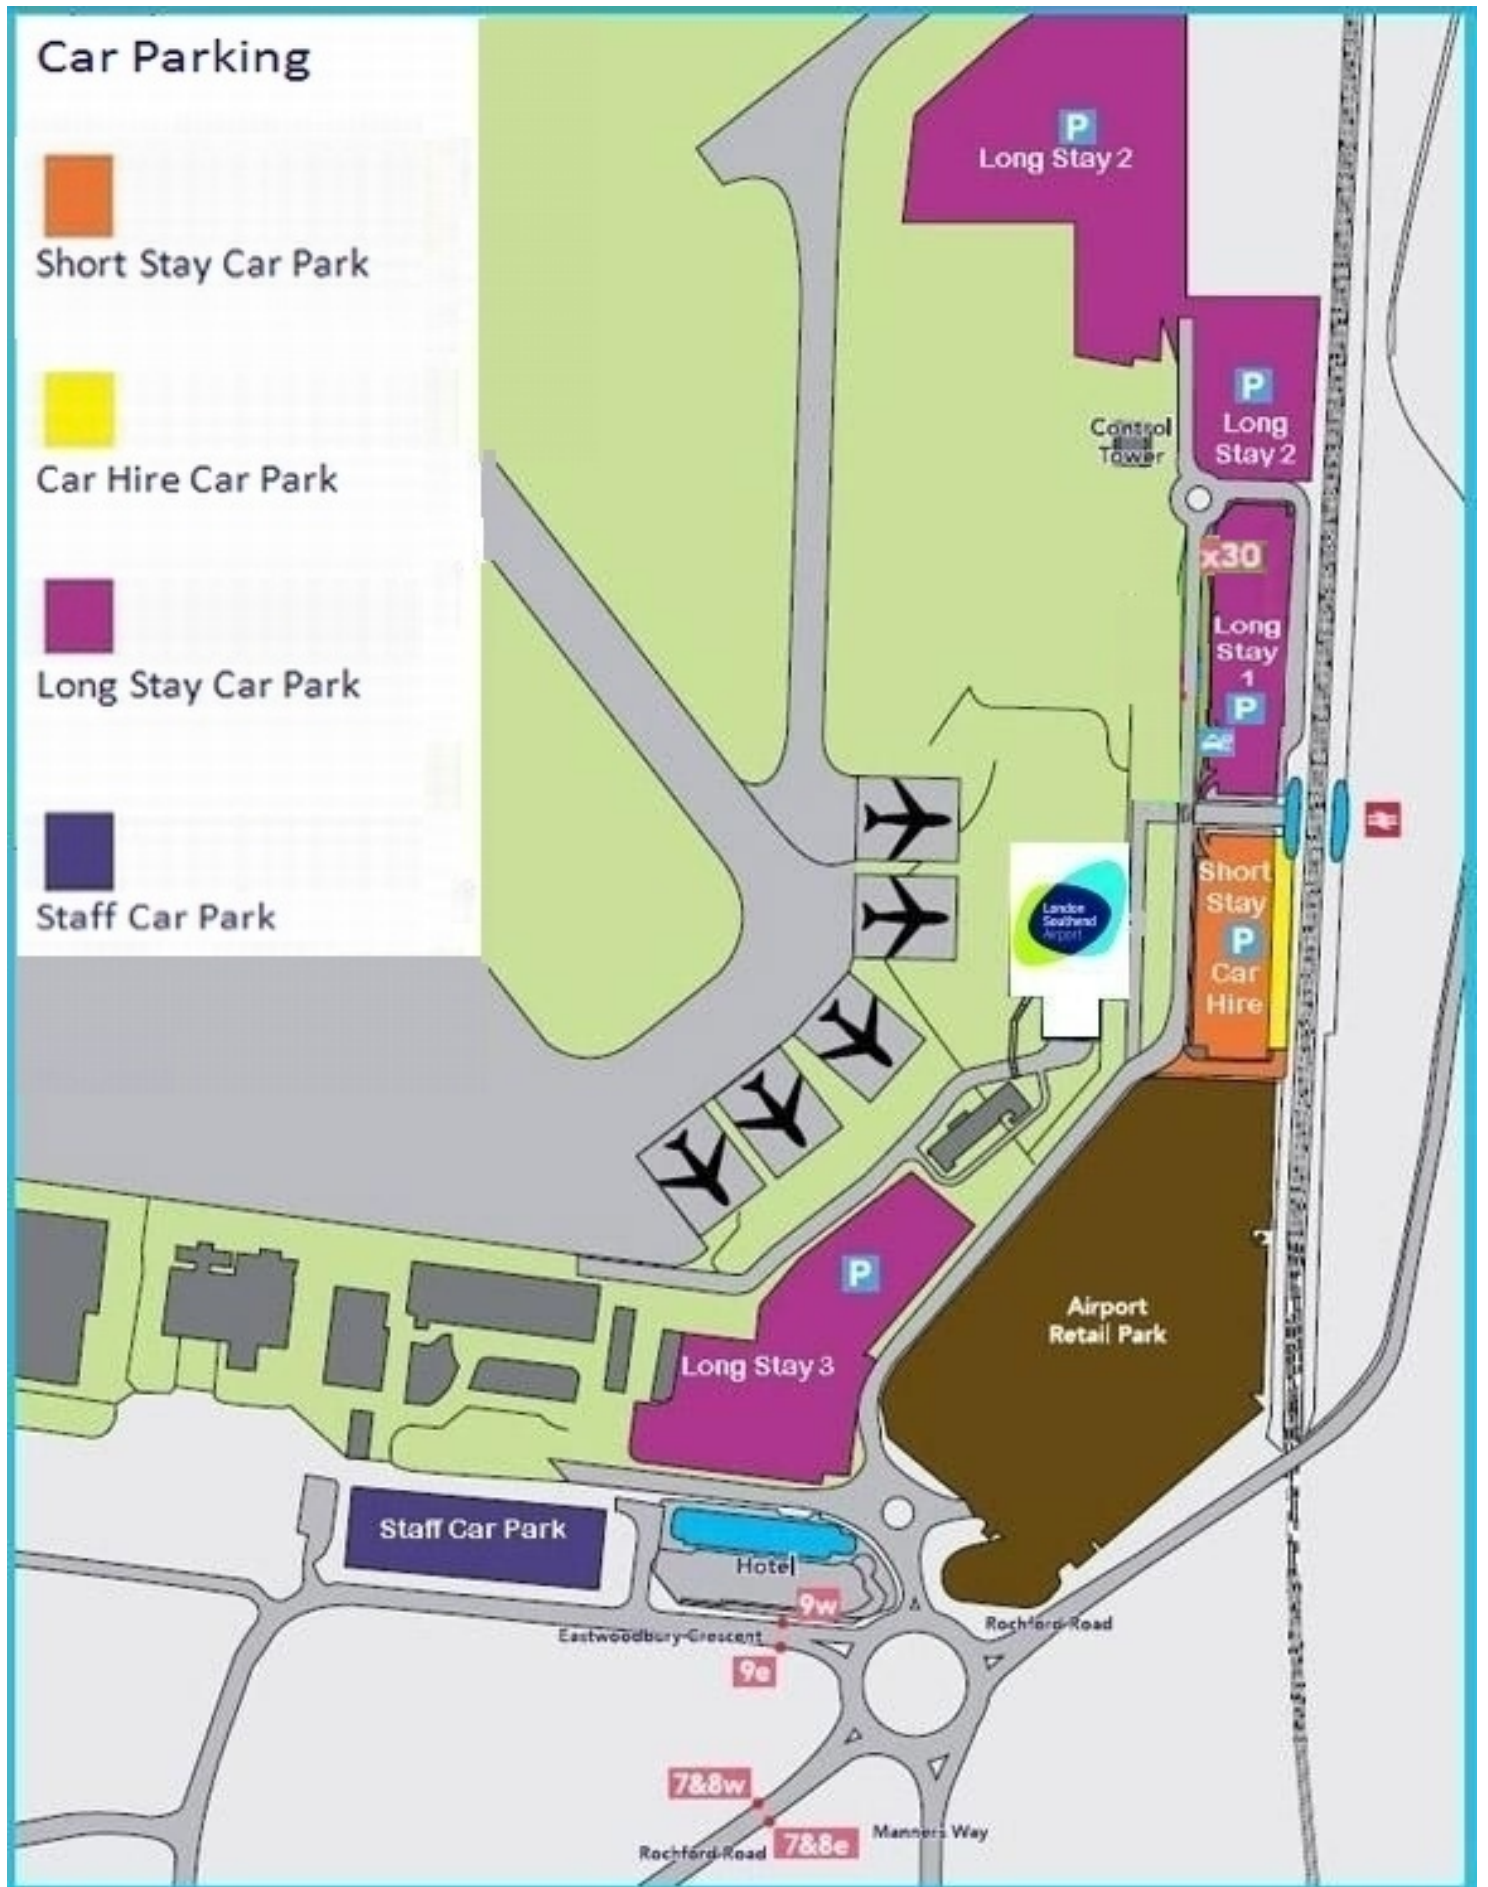 Car Parking
Short Stay Car Park
Car Hire Car Park
Long Stay Car Park
Staff Car Park
P
Long Stay 2
P
Long
Stay 2
Control
Tower
x30
Long
Stay
1
P
Short
Stay
P
Car
Hire
London
Southend
Airport
P
Long Stay 3
Airport
Retail Park
Staff Car Park
Hotel
9w
Eastwoodbury Crescent
9e
Rochford Road
7&8w
7&8e
Manners Way
Rochford Road